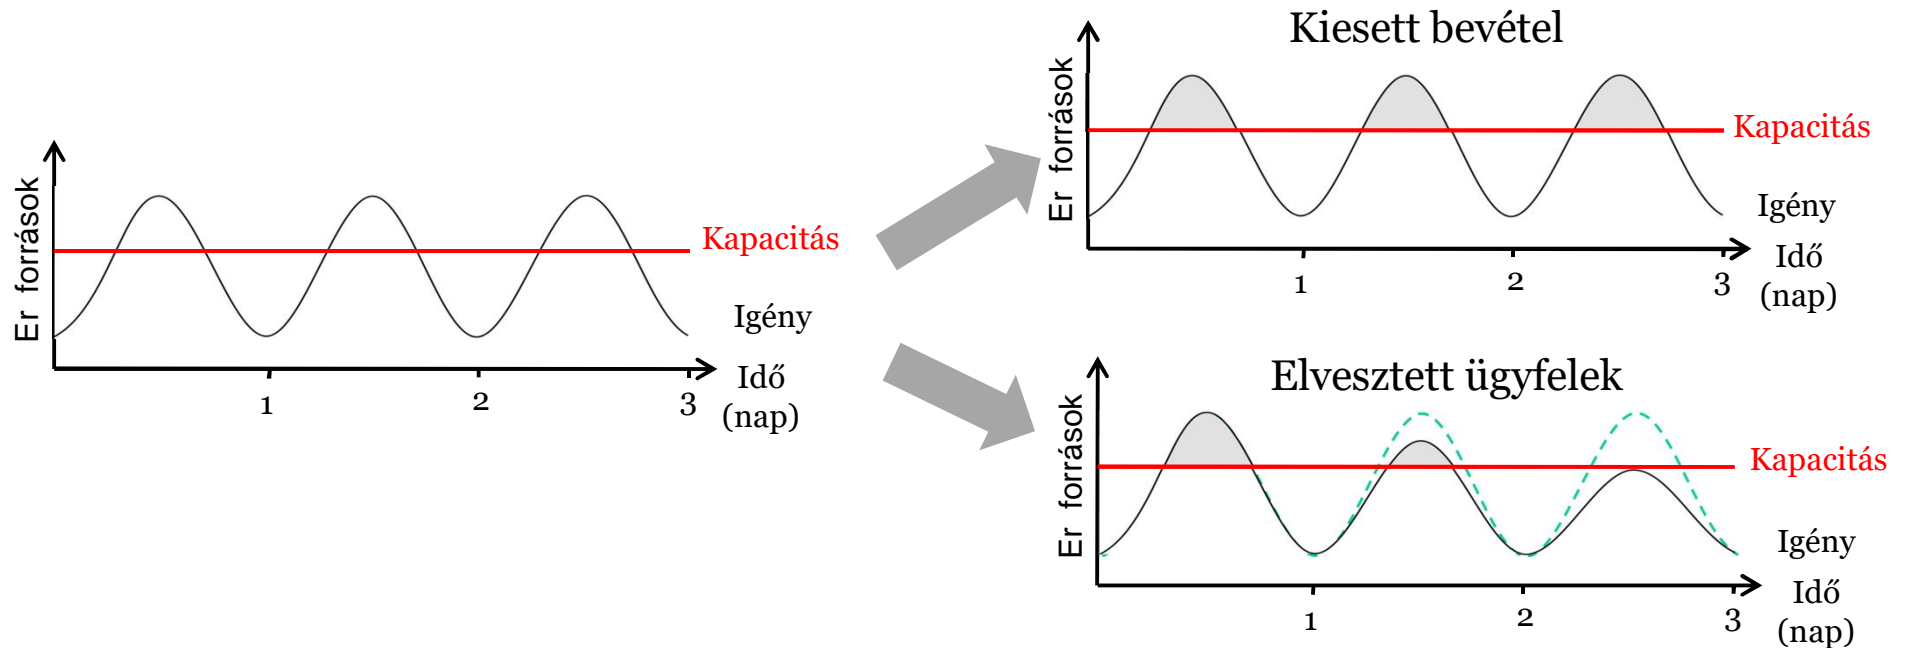 Er források
Kapacitás
Igény
Idő
(nap)
1
2
3
Kiesett bevétel
Er források
Kapacitás
Igény
Idő
(nap)
1
2
3
Elvesztett ügyfelek
Er források
Kapacitás
Igény
Idő
(nap)
1
2
3